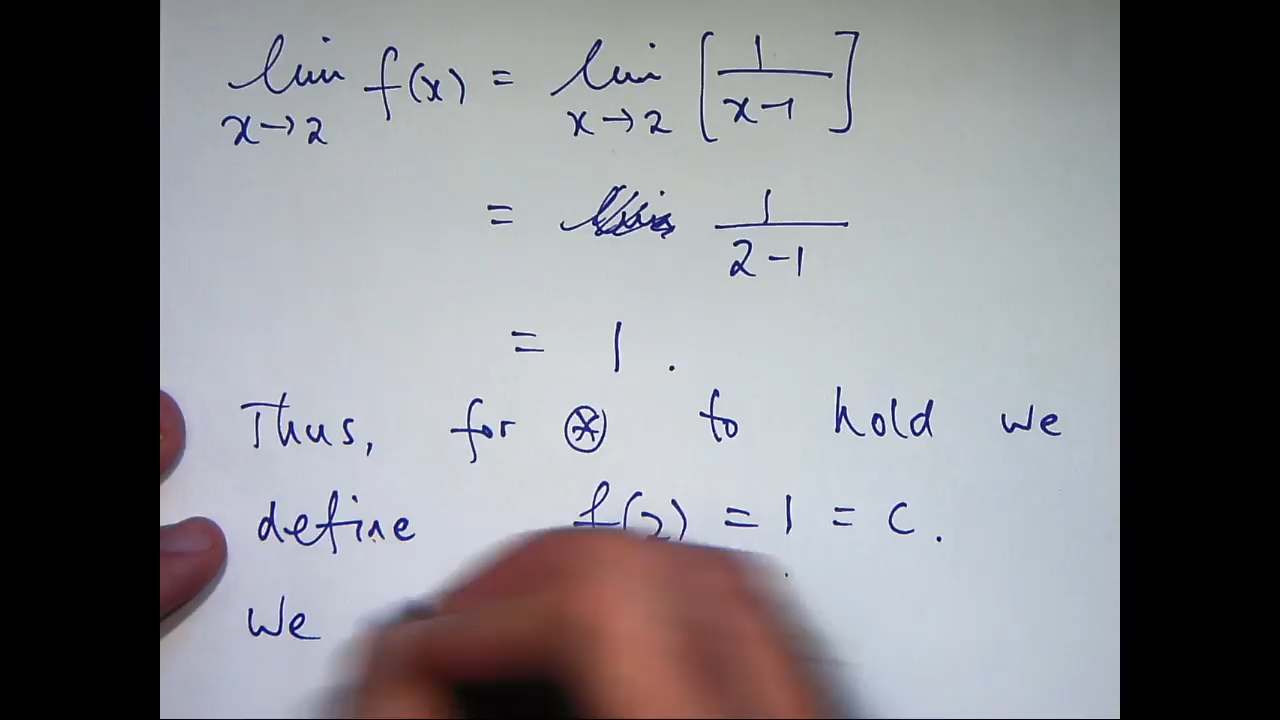 lim x→2 f(x) = lim x→2 [1/(x-1)]
= 1/(2-1)
= 1.
Thus, for ⊛ to hold we
define f(2) = 1 = c.
We